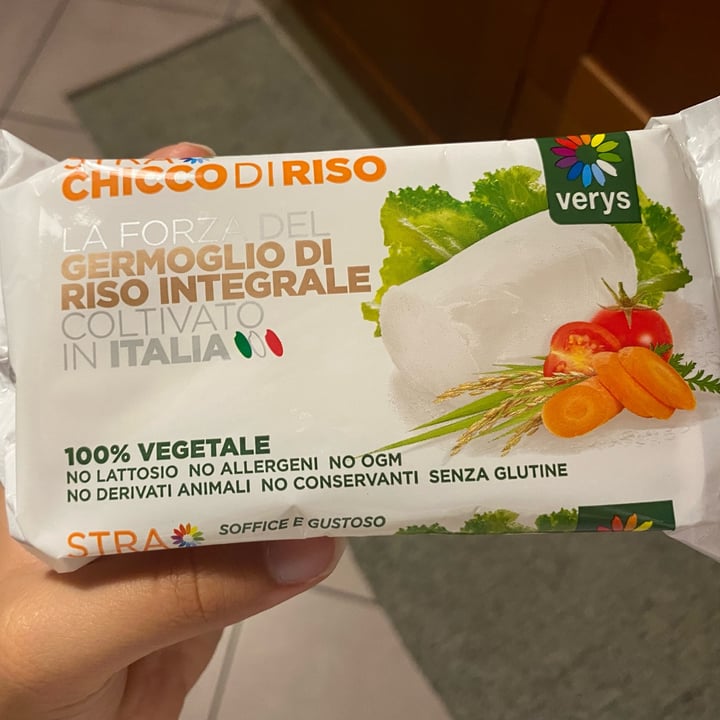 STRA
CHICCO DI RISO
verys
LA FORZA DEL
GERMOGLIO DI
RISO INTEGRALE
COLTIVATO
IN ITALIA
100% VEGETALE
NO LATTOSIO NO ALLERGENI NO OGM
NO DERIVATI ANIMALI NO CONSERVANTI SENZA GLUTINE
STRA SOFFICE E GUSTOSO